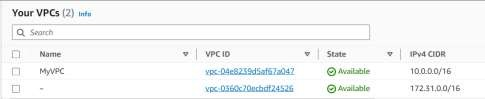 Your VPCs (2) Info
Search
Name VPC ID State IPv4 CIDR
MyVPC vpc-04e8239d5af67a047 Available 10.0.0.0/16
– vpc-0360c70ecbdf24526 Available 172.31.0.0/16